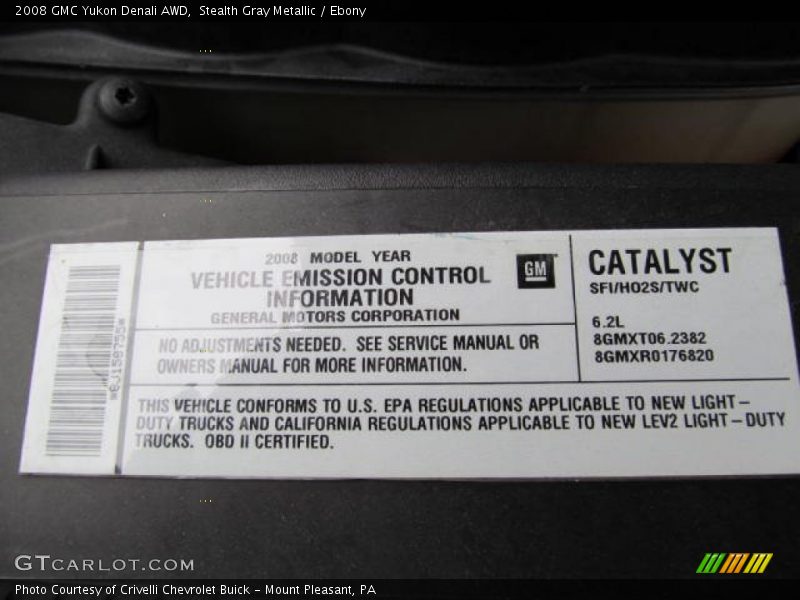 2008 GMC Yukon Denali AWD,  Stealth Gray Metallic / Ebony
2008 MODEL YEAR
VEHICLE EMISSION CONTROL
INFORMATION
GENERAL MOTORS CORPORATION
GM
CATALYST
SFI/HO2S/TWC
6.2L
8GMXT06.2382
8GMXR0176820
NO ADJUSTMENTS NEEDED. SEE SERVICE MANUAL OR
OWNERS MANUAL FOR MORE INFORMATION.
THIS VEHICLE CONFORMS TO U.S. EPA REGULATIONS APPLICABLE TO NEW LIGHT-
DUTY TRUCKS AND CALIFORNIA REGULATIONS APPLICABLE TO NEW LEV2 LIGHT-DUTY
TRUCKS. OBD II CERTIFIED.
GTCARLOT.COM
Photo Courtesy of Crivelli Chevrolet Buick - Mount Pleasant, PA